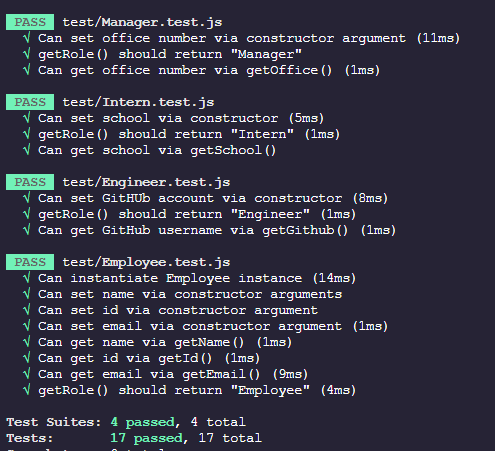 PASS test/Manager.test.js
√ Can set office number via constructor argument (11ms)
√ getRole() should return "Manager"
√ Can get office number via getOffice() (1ms)
PASS test/Intern.test.js
√ Can set school via constructor (5ms)
√ getRole() should return "Intern" (1ms)
√ Can get school via getSchool()
PASS test/Engineer.test.js
√ Can set GitHUb account via constructor (8ms)
√ getRole() should return "Engineer" (1ms)
√ Can get GitHub username via getGithub() (1ms)
PASS test/Employee.test.js
√ Can instantiate Employee instance (14ms)
√ Can set name via constructor arguments
√ Can set id via constructor argument
√ Can set email via constructor argument (1ms)
√ Can get name via getName() (1ms)
√ Can get id via getId() (1ms)
√ Can get email via getEmail() (9ms)
√ getRole() should return "Employee" (4ms)
Test Suites: 4 passed, 4 total
Tests: 17 passed, 17 total